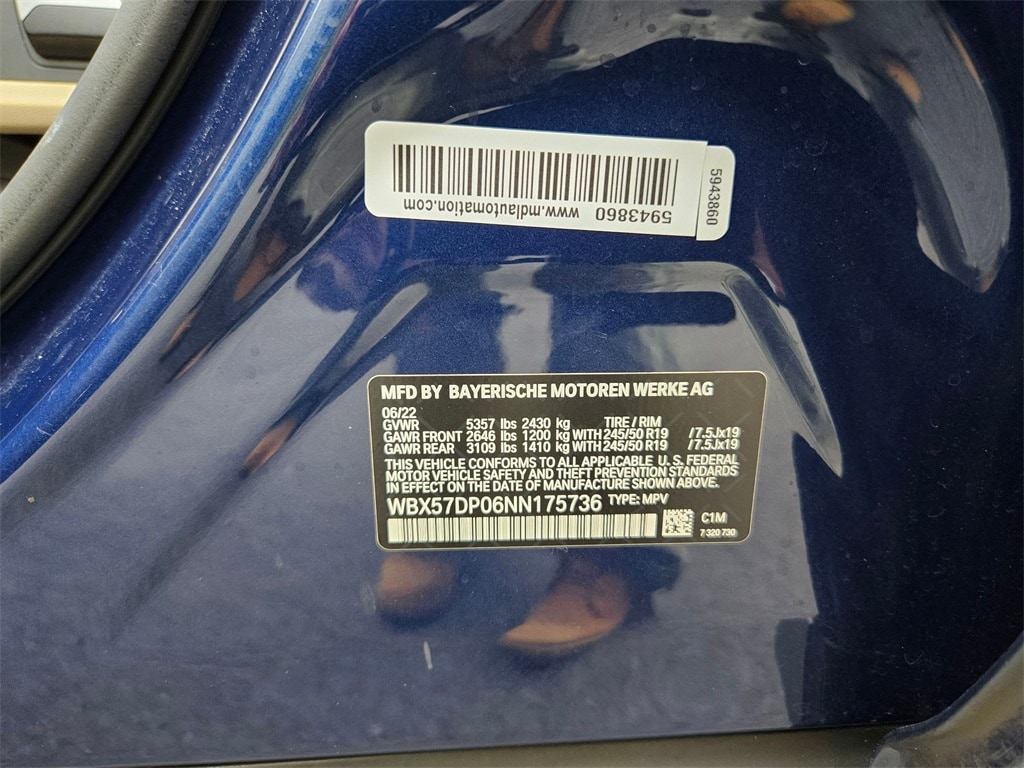 5943860
www.mdlautomation.com 5943860
MFD BY BAYERISCHE MOTOREN WERKE AG
06/22
GVWR 5357 lbs 2430 kg TIRE / RIM
GAWR FRONT 2646 lbs 1200 kg WITH 245/50 R19 /7.5Jx19
GAWR REAR 3109 lbs 1410 kg WITH 245/50 R19 /7.5Jx19
THIS VEHICLE CONFORMS TO ALL APPLICABLE U. S. FEDERAL
MOTOR VEHICLE SAFETY AND THEFT PREVENTION STANDARDS
IN EFFECT ON THE DATE OF MANUFACTURE SHOWN ABOVE.
WBX57DP06NN175736 TYPE: MPV
C1M
7 320 730